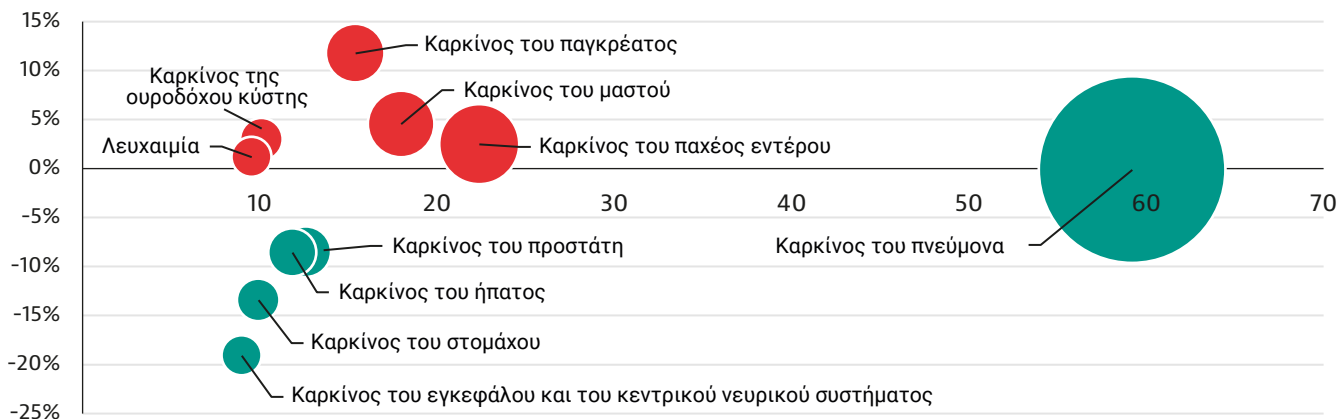 15%
Καρκίνος του παγκρέατος
10%
Καρκίνος της
ουροδόχου κύστης
Καρκίνος του μαστού
5%
Λευχαιμία
Καρκίνος του παχέος εντέρου
0%
10 20 30 40 50 60 70
-5%
Καρκίνος του προστάτη
Καρκίνος του πνεύμονα
-10%
Καρκίνος του ήπατος
-15%
Καρκίνος του στομάχου
-20%
Καρκίνος του εγκεφάλου και του κεντρικού νευρικού συστήματος
-25%